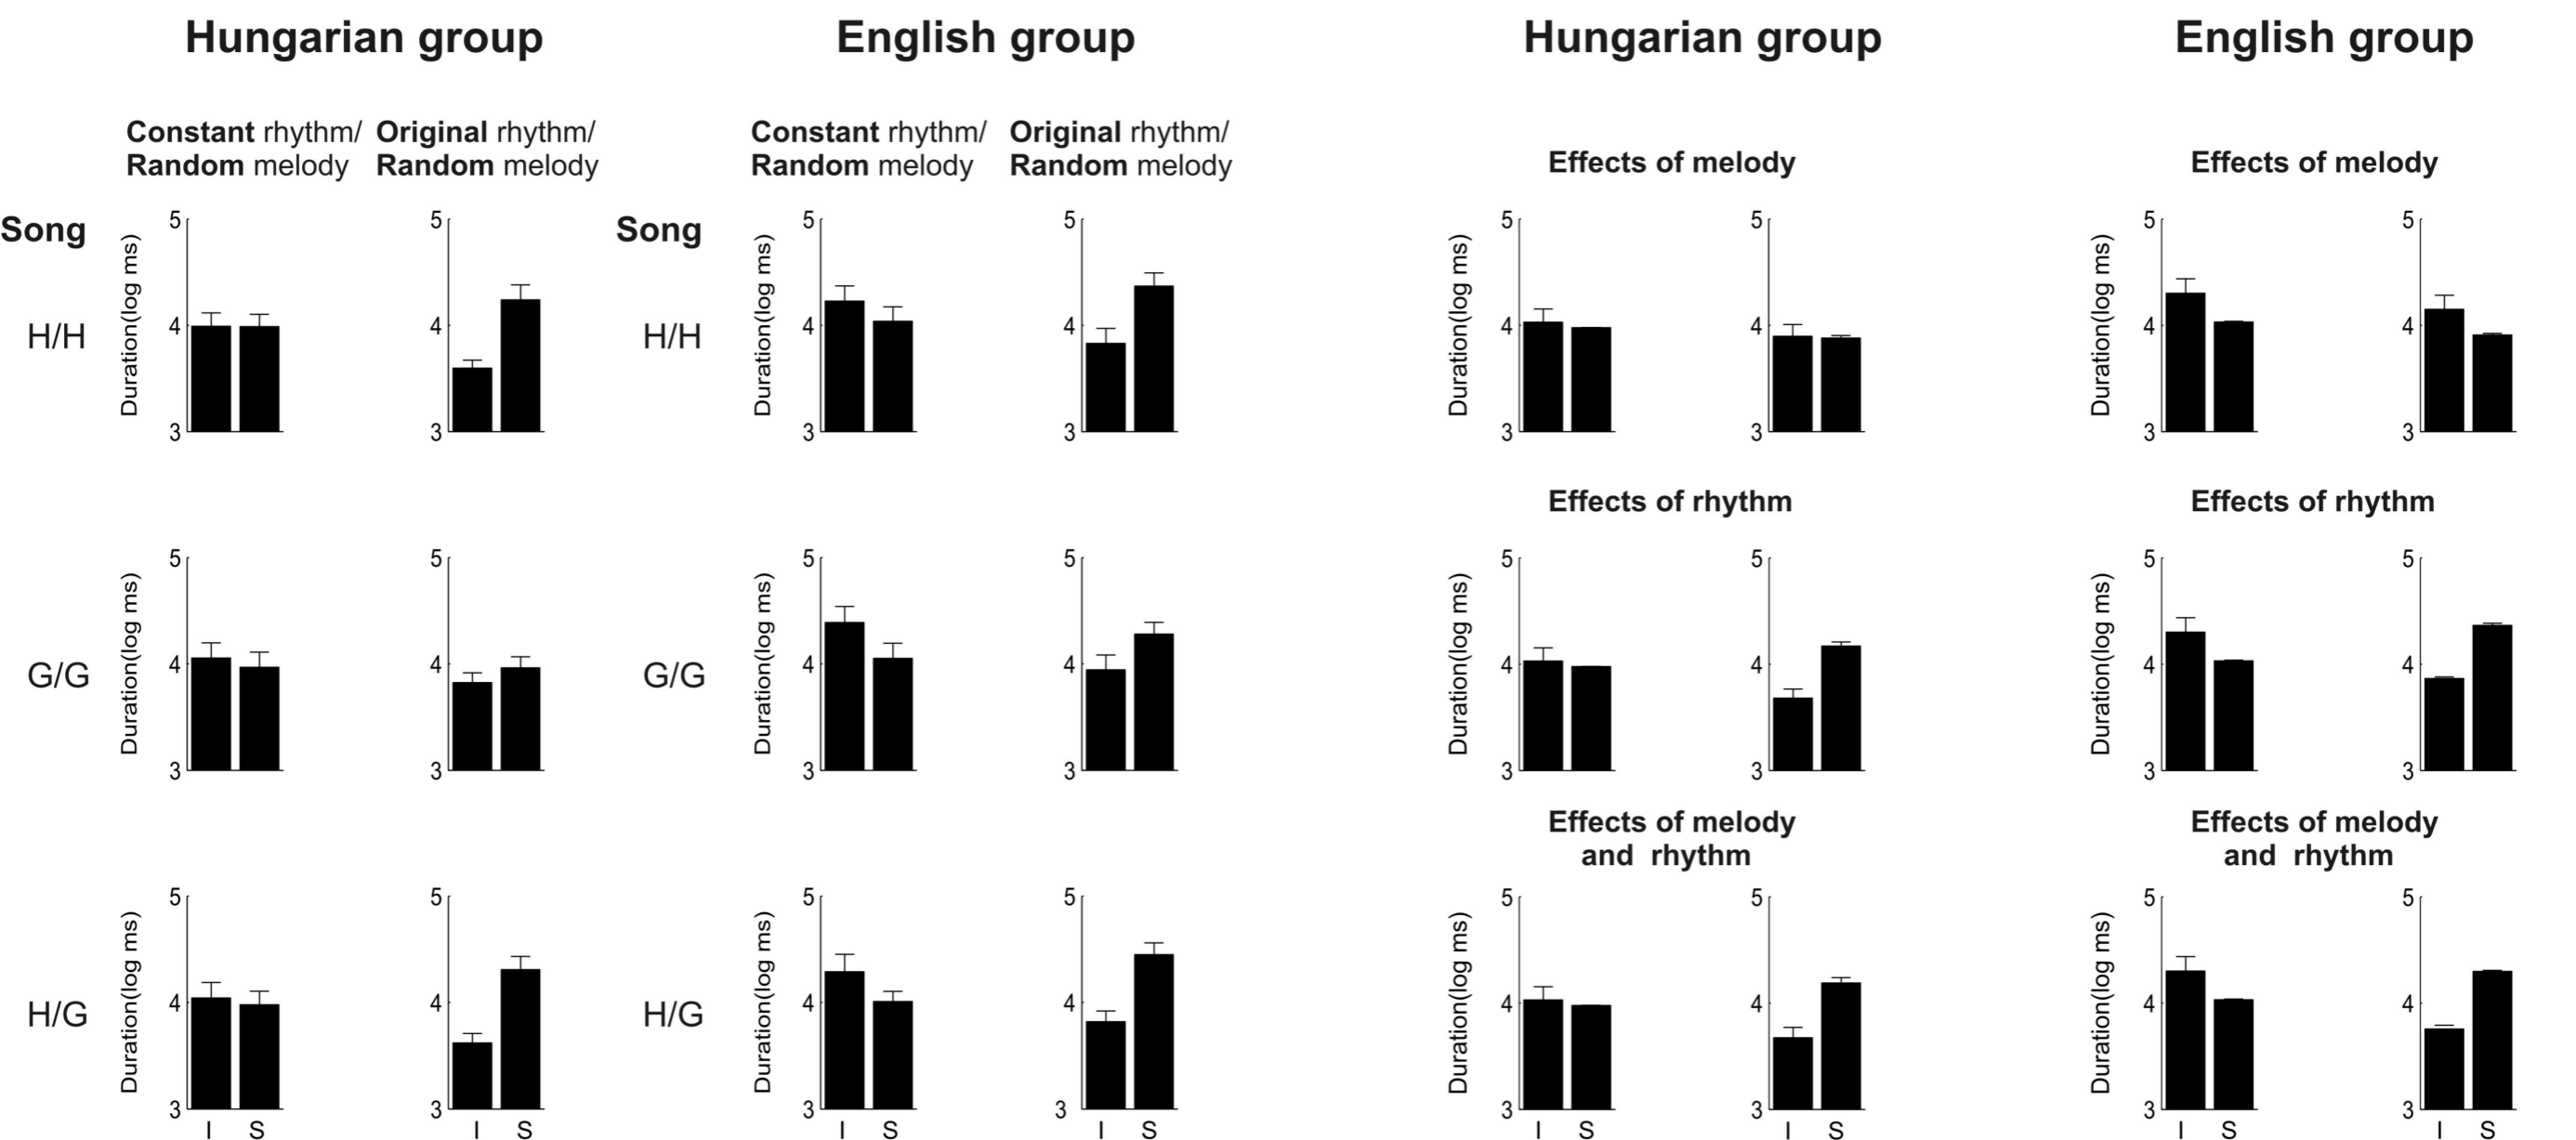 Hungarian group
English group
Hungarian group
English group
Constant rhythm/
Random melody
Original rhythm/
Random melody
Constant rhythm/
Random melody
Original rhythm/
Random melody
Effects of melody
Effects of melody
Song
H/H
Duration(log ms)
5
4
3
5
4
3
Song
H/H
Duration(log ms)
5
4
3
5
4
3
Duration(log ms)
5
4
3
5
4
3
Duration(log ms)
5
4
3
5
4
3
Effects of rhythm
Effects of rhythm
G/G
Duration(log ms)
5
4
3
5
4
3
G/G
Duration(log ms)
5
4
3
5
4
3
Duration(log ms)
5
4
3
5
4
3
Duration(log ms)
5
4
3
5
4
3
Effects of melody
and rhythm
Effects of melody
and rhythm
H/G
Duration(log ms)
5
4
3
I S
5
4
3
I S
H/G
Duration(log ms)
5
4
3
I S
5
4
3
I S
Duration(log ms)
5
4
3
I S
5
4
3
I S
Duration(log ms)
5
4
3
I S
5
4
3
I S